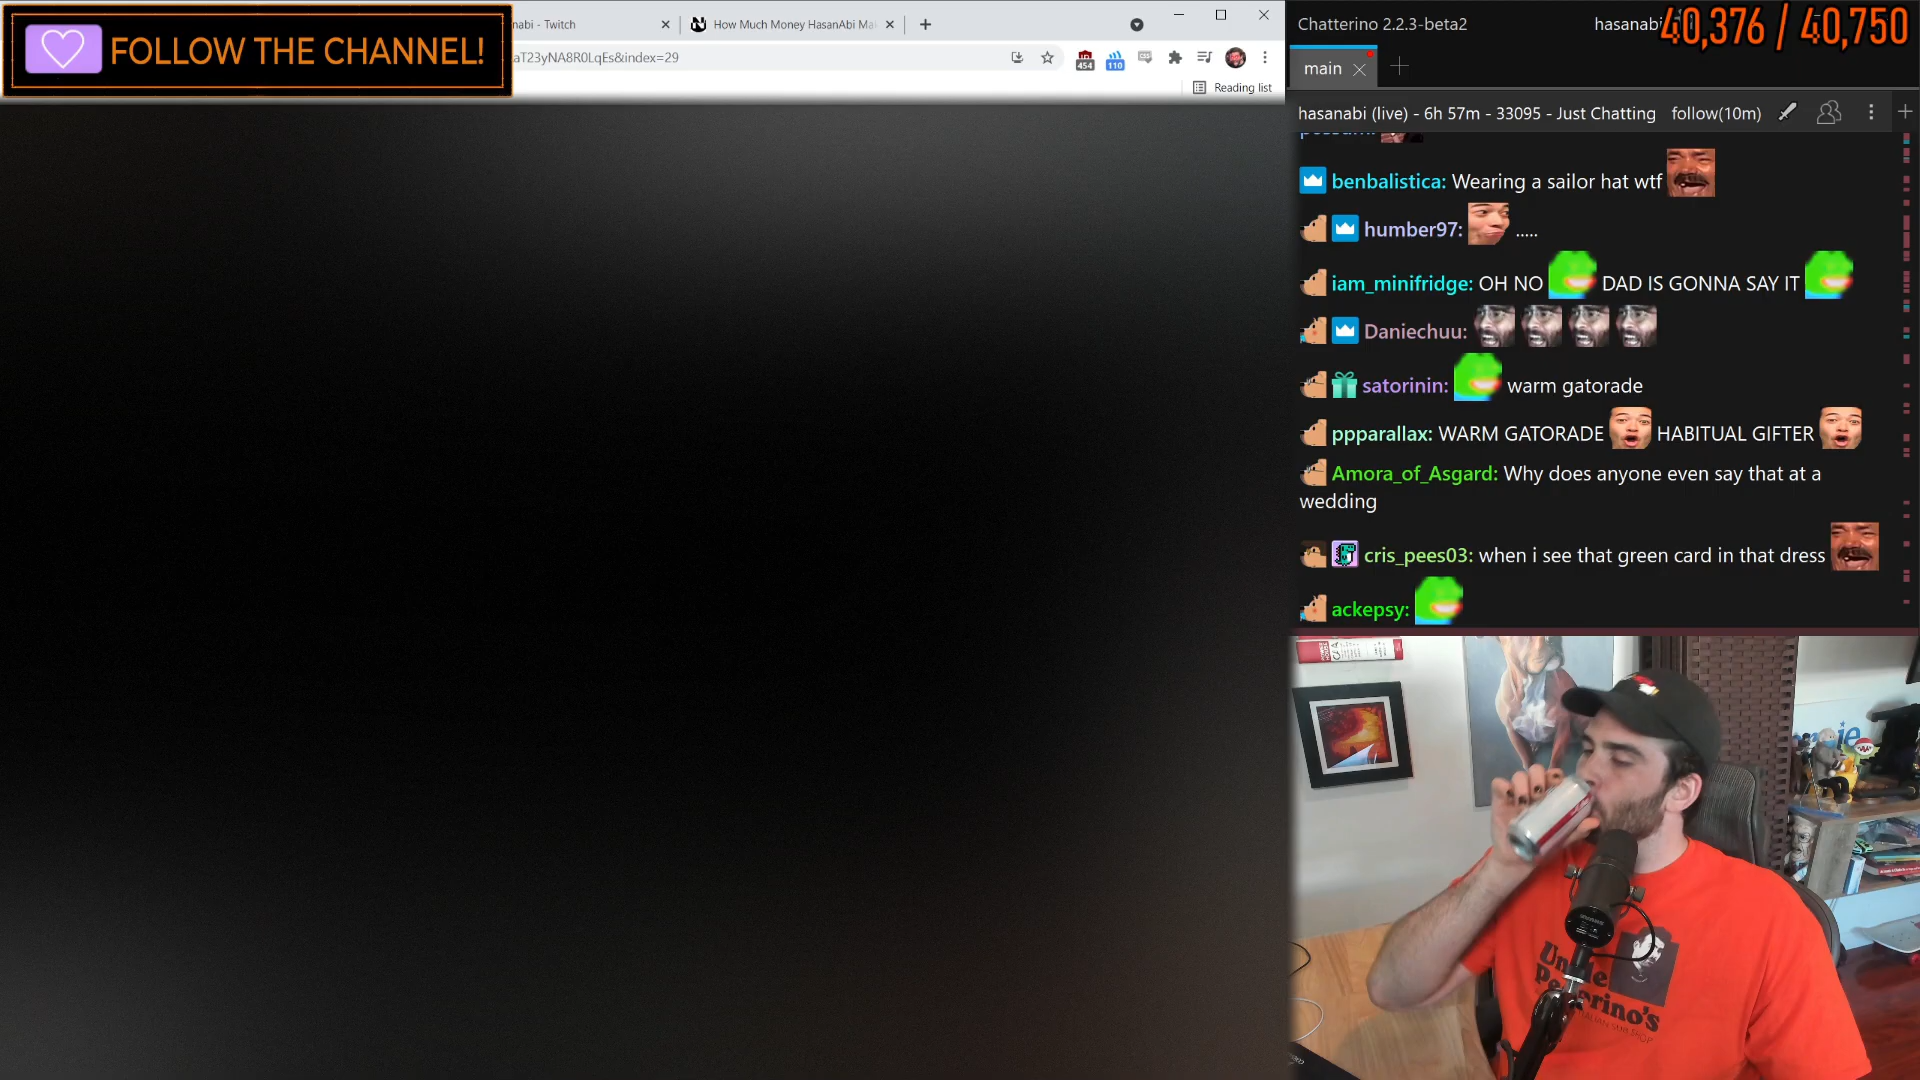 FOLLOW THE CHANNEL!
nabi - Twitch
How Much Money HasanAbi Ma
aT23yNA8R0LqEs&index=29
454
110
Reading list
Chatterino 2.2.3-beta2
hasanabi
40,376 / 40,750
main
hasanabi (live) - 6h 57m - 33095 - Just Chatting
follow(10m)
benbalistica: Wearing a sailor hat wtf
humber97: .....
iam_minifridge: OH NO DAD IS GONNA SAY IT
Daniechuu:
satorinin: warm gatorade
ppparallax: WARM GATORADE HABITUAL GIFTER
Amora_of_Asgard: Why does anyone even say that at a
wedding
cris_pees03: when i see that green card in that dress
ackepsy: